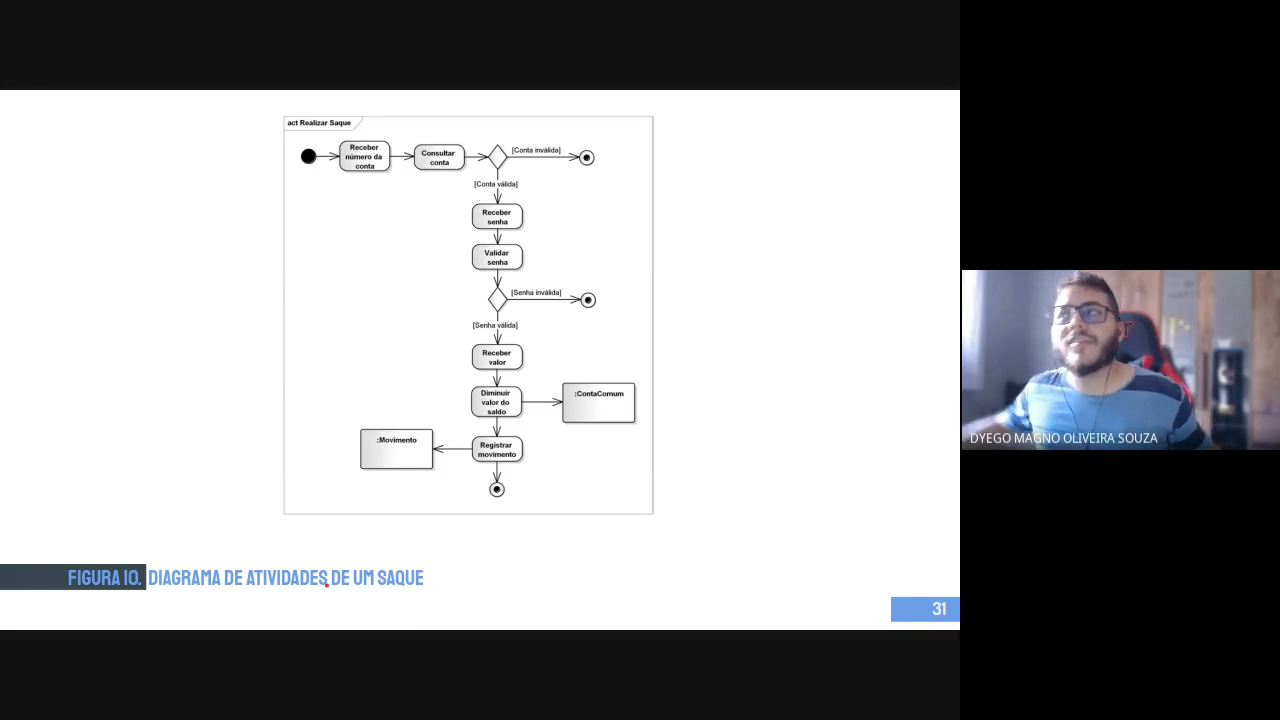 act Realizar Saque
Receber
número da
conta
Consultar
conta
[Conta inválida]
[Conta válida]
Receber
senha
Validar
senha
[Senha inválida]
[Senha válida]
Receber
valor
Diminuir
valor do
saldo
:ContaComum
:Movimento
Registrar
movimento
FIGURA 10. DIAGRAMA DE ATIVIDADES DE UM SAQUE
31
DYEGO MAGNO OLIVEIRA SOUZA